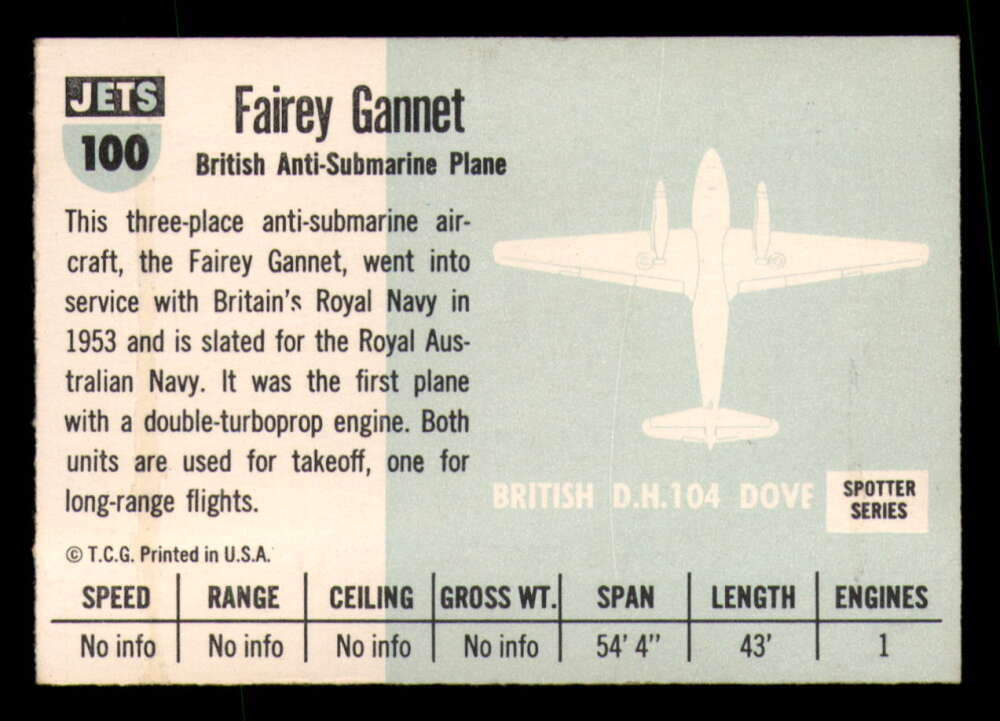 JETS
100
Fairey Gannet
British Anti-Submarine Plane
This three-place anti-submarine air-
craft, the Fairey Gannet, went into
service with Britain's Royal Navy in
1953 and is slated for the Royal Aus-
tralian Navy. It was the first plane
with a double-turboprop engine. Both
units are used for takeoff, one for
long-range flights.
© T.C.G. Printed in U.S.A.
BRITISH D.H.104 DOVE
SPOTTER
SERIES
SPEED RANGE CEILING GROSS WT. SPAN LENGTH ENGINES
No info No info No info No info 54' 4" 43' 1